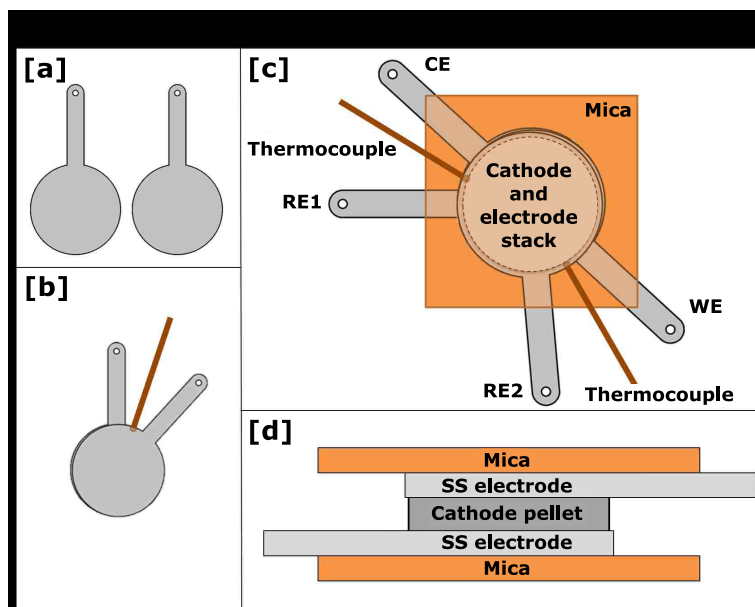 [a]
[b]
[c]
CE
Mica
Thermocouple
Cathode
and
electrode
stack
RE1
WE
RE2
Thermocouple
[d]
Mica
SS electrode
Cathode pellet
SS electrode
Mica